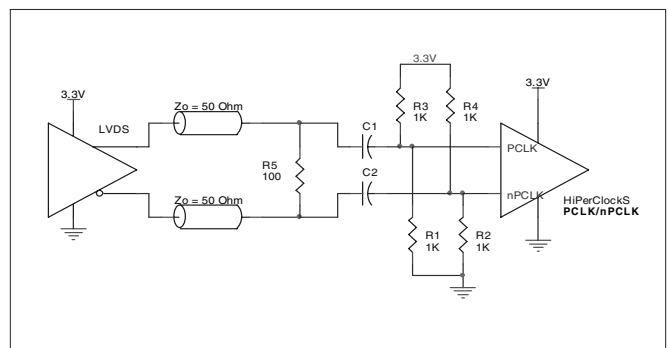 3.3V
LVDS
Zo = 50 Ohm
Zo = 50 Ohm
R5
100
C1
C2
3.3V
R3
1K
R4
1K
R1
1K
R2
1K
3.3V
PCLK
nPCLK
HiPerClockS
PCLK/nPCLK